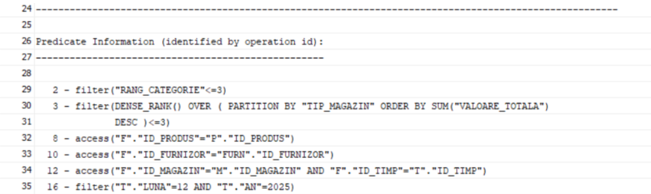 24 --------------------------------------------------------------------------------------------------
25
26 Predicate Information (identified by operation id):
27 ---------------------------------------------------
28
29    2 - filter("RANG_CATEGORIE"<=3)
30    3 - filter(DENSE_RANK() OVER ( PARTITION BY "TIP_MAGAZIN" ORDER BY SUM("VALOARE_TOTALA")
31               DESC )<=3)
32    8 - access("F"."ID_PRODUS"="P"."ID_PRODUS")
33   10 - access("F"."ID_FURNIZOR"="FURN"."ID_FURNIZOR")
34   12 - access("F"."ID_MAGAZIN"="M"."ID_MAGAZIN" AND "F"."ID_TIMP"="T"."ID_TIMP")
35   16 - filter("T"."LUNA"=12 AND "T"."AN"=2025)